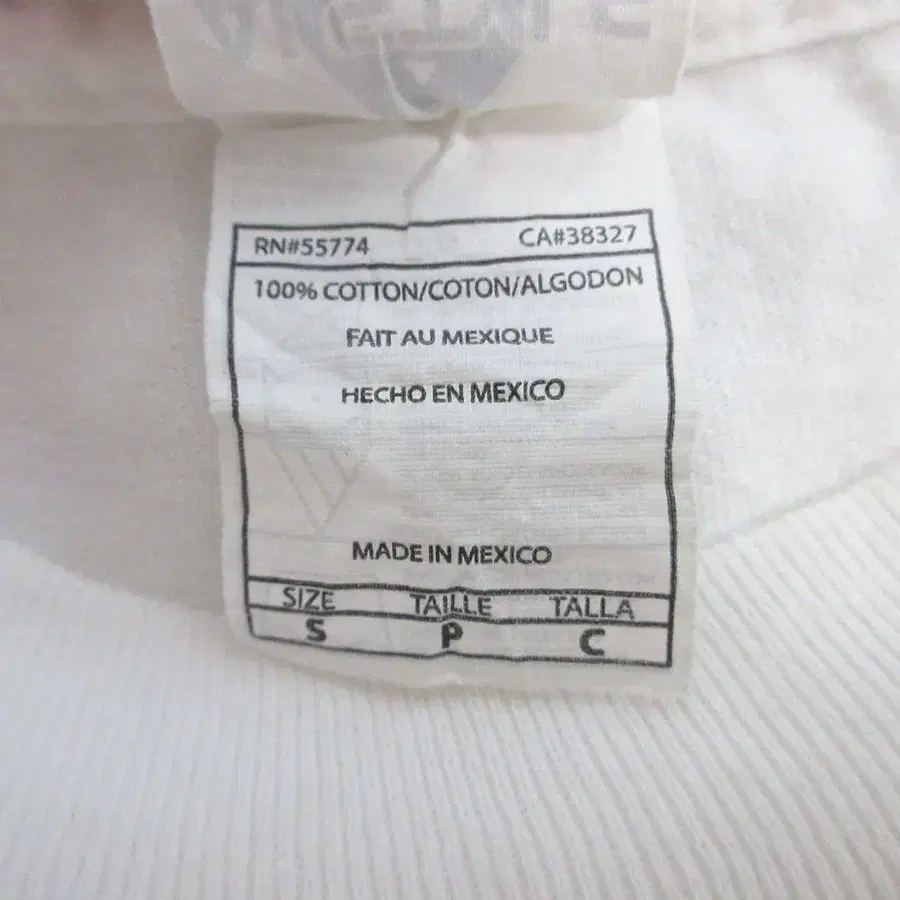 RN#55774 CA#38327
100% COTTON/COTON/ALGODON
FAIT AU MEXIQUE
HECHO EN MEXICO
MADE IN MEXICO
SIZE TAILLE TALLA
S P C